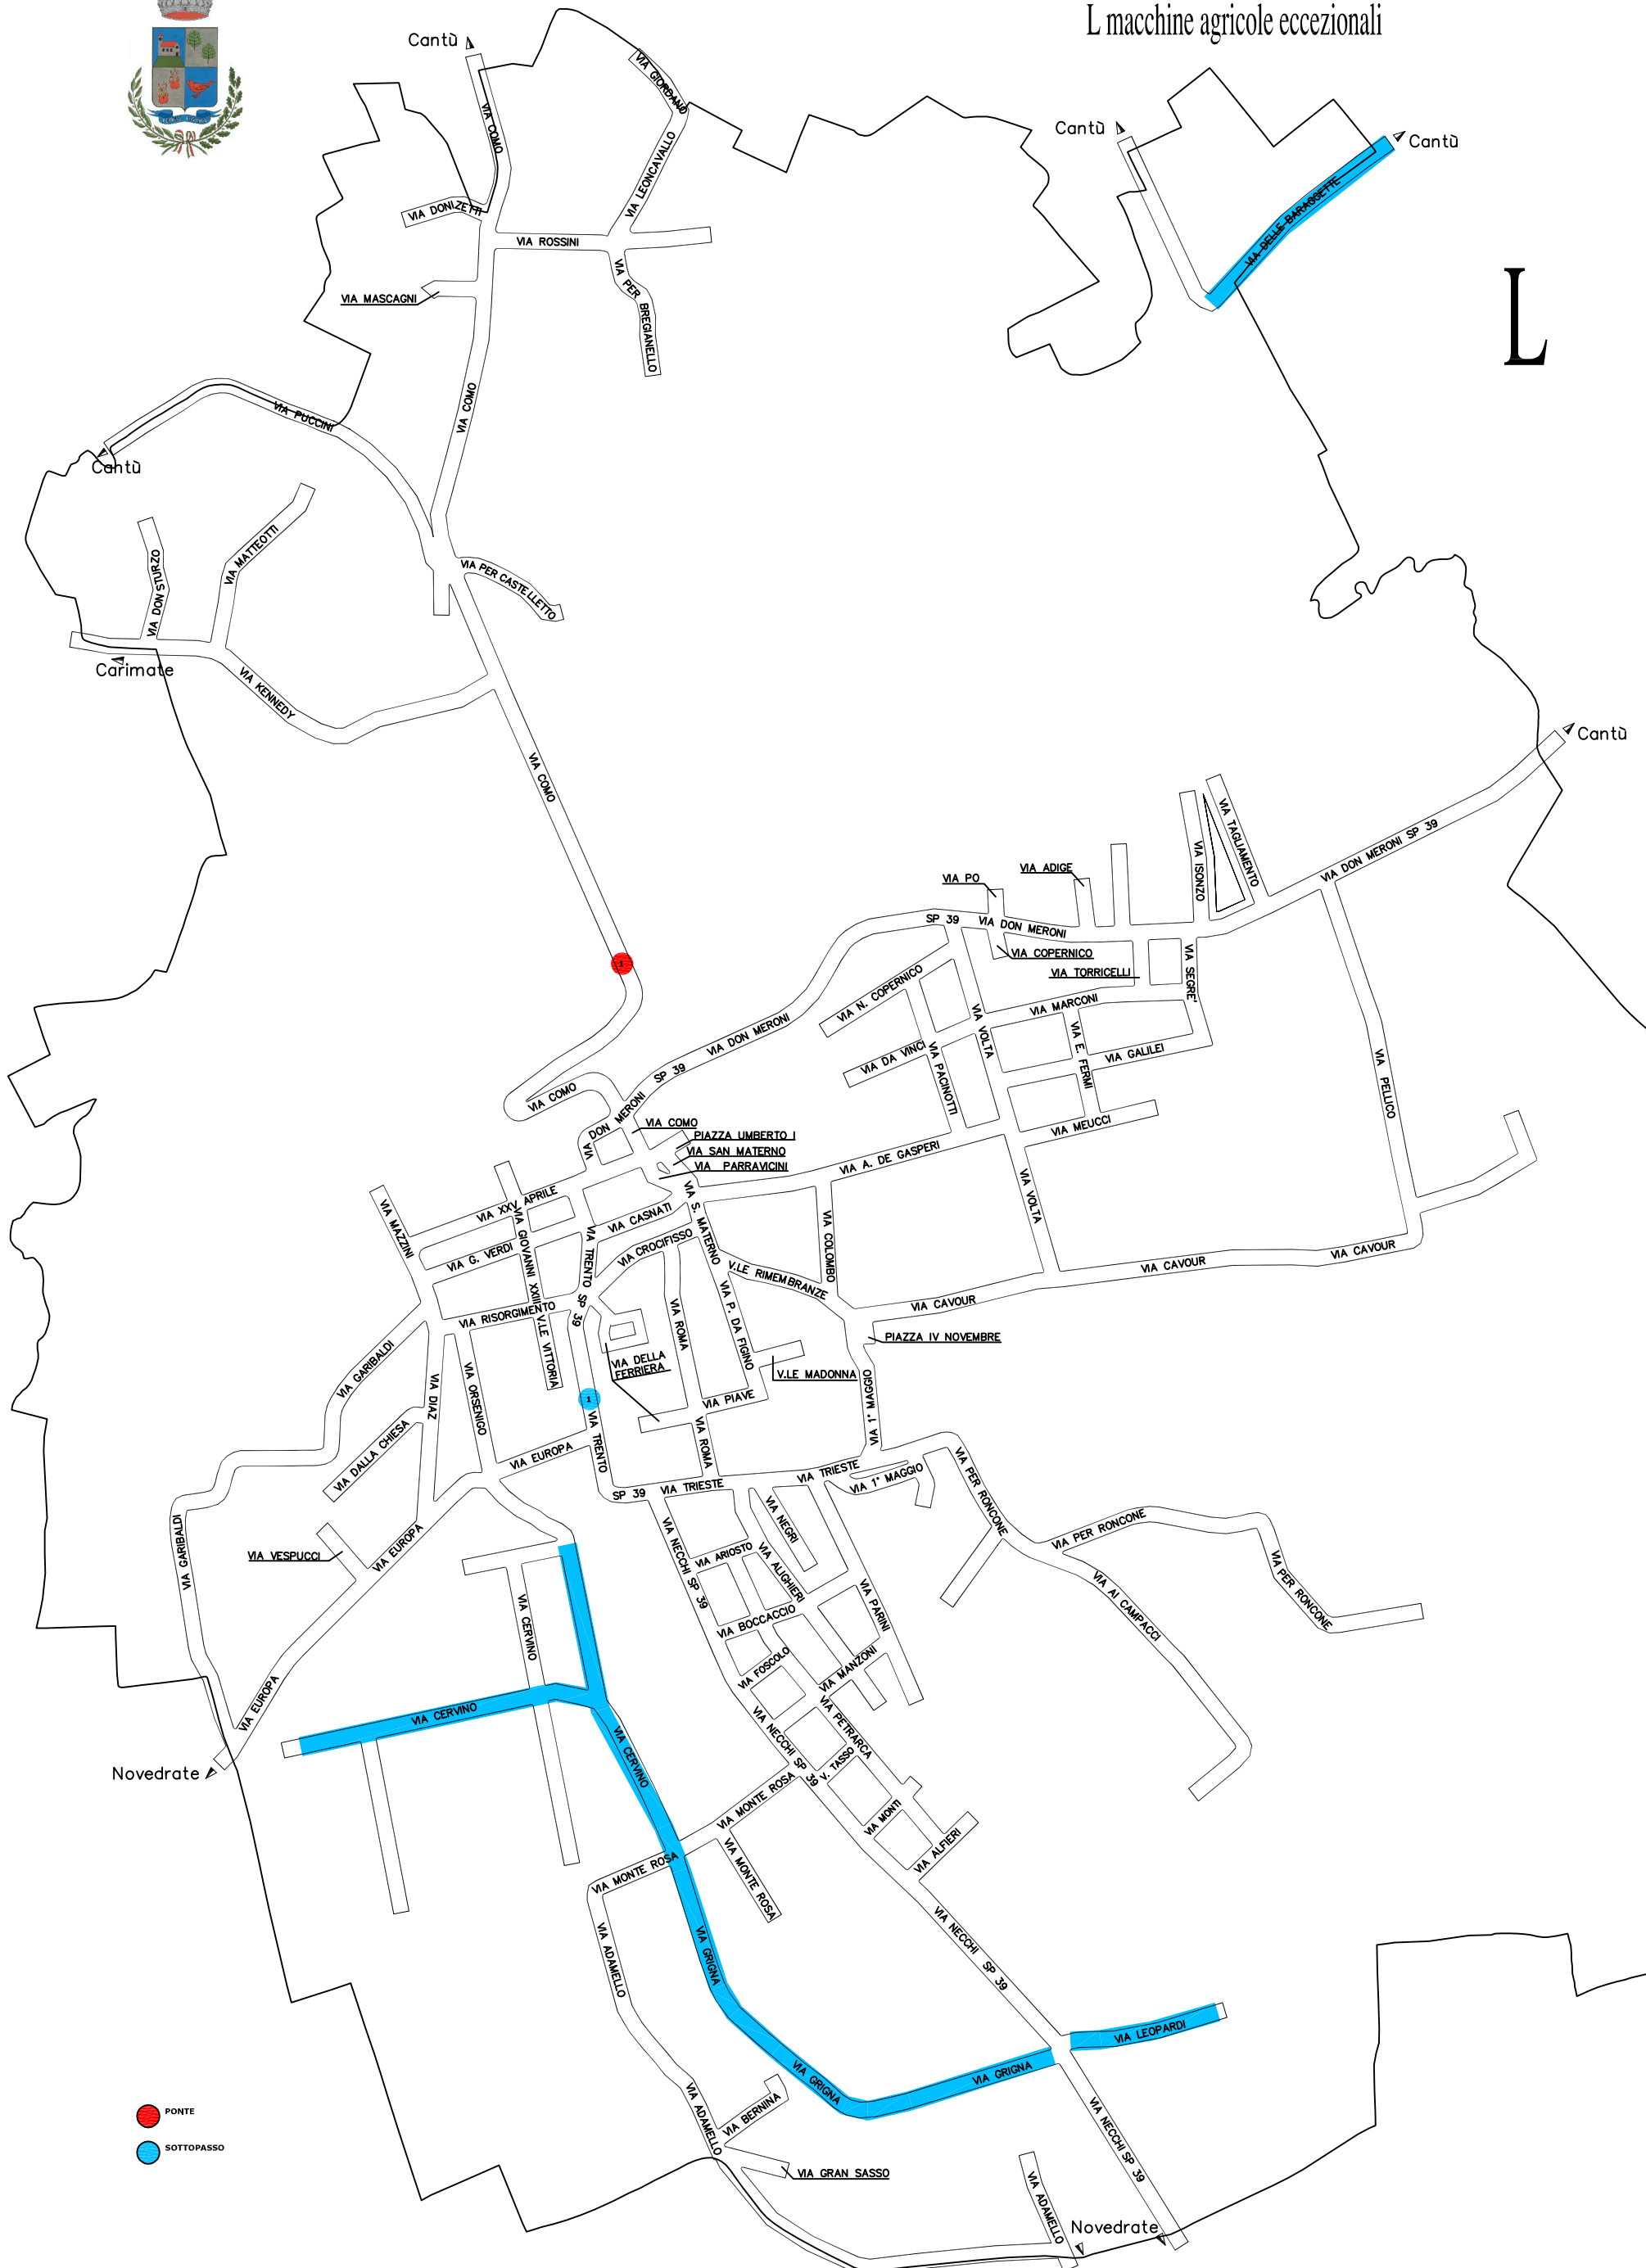 L macchine agricole eccezionali
L
Cantù
VIA GIORDANO
VIA COMO
VIA LEONCAVALLO
VIA DONIZETTI
VIA ROSSINI
VIA MASCAGNI
VIA PER BREGIANELLO
VIA COMO
Cantù
Cantù
VIA DELLE BARAGGETTE
VIA PUCCINI
Cantù
VIA MATTEOTTI
VIA DON STURZO
VIA PER CASTELLETTO
Carimate
VIA KENNEDY
VIA COMO
Cantù
VIA TAGLIAMENTO
VIA ISONZO
VIA DON MERONI SP 39
VIA ADIGE
VIA PO
SP 39
VIA DON MERONI
VIA COPERNICO
VIA TORRICELLI
VIA SEGRE'
VIA N. COPERNICO
VIA MARCONI
VIA VOLTA
VIA DON MERONI
VIA E. FERMI
VIA GALILEI
VIA DA VINCI
VIA PACINOTTI
VIA PELLICO
SP 39
VIA COMO
VIA DON MERONI
VIA COMO
PIAZZA UMBERTO I
VIA SAN MATERNO
VIA PARRAVICINI
VIA MEUCCI
VIA A. DE GASPERI
VIA VOLTA
VIA XXV APRILE
VIA MAZZINI
VIA GIOVANNI XXIII
VIA CASNATI
VIA S. MATERNO
VIA G. VERDI
VIA TRENTO SP 39
VIA CROCIFISSO
VIA COLOMBO
V.LE RIMEMBRANZE
VIA CAVOUR
VIA CAVOUR
VIA CAVOUR
VIA RISORGIMENTO
V.LE VITTORIA
VIA ROMA
VIA P. DA FIGINO
PIAZZA IV NOVEMBRE
VIA GARIBALDI
VIA DELLA
FERRIERA
V.LE MADONNA
VIA DIAZ
VIA ORSENIGO
1
VIA PIAVE
VIA 1° MAGGIO
VIA DALLA CHIESA
VIA EUROPA
VIA TRENTO
VIA ROMA
VIA TRIESTE
SP 39
VIA TRIESTE
VIA 1° MAGGIO
VIA PER RONCONE
VIA GARIBALDI
VIA VESPUCCI
VIA EUROPA
VIA NECCHI SP 39
VIA NEGRI
VIA ARIOSTO
VIA ALIGHIERI
VIA PER RONCONE
VIA AI CAMPACCI
VIA PER RONCONE
VIA CERVINO
VIA BOCCACCIO
VIA PARINI
VIA FOSCOLO
VIA MANZONI
VIA EUROPA
VIA CERVINO
VIA CERVINO
VIA NECCHI SP 39
VIA PETRARCA
V. TASSO
Novedrate
VIA MONTE ROSA
VIA MONTI
VIA ALFIERI
VIA MONTE ROSA
VIA MONTE ROSA
VIA ADAMELLO
VIA GRIGNA
VIA NECCHI SP 39
VIA LEOPARDI
VIA GRIGNA
VIA GRIGNA
VIA ADAMELLO
VIA BERNINA
VIA NECCHI SP 39
VIA GRAN SASSO
VIA ADAMELLO
Novedrate
PONTE
SOTTOPASSO